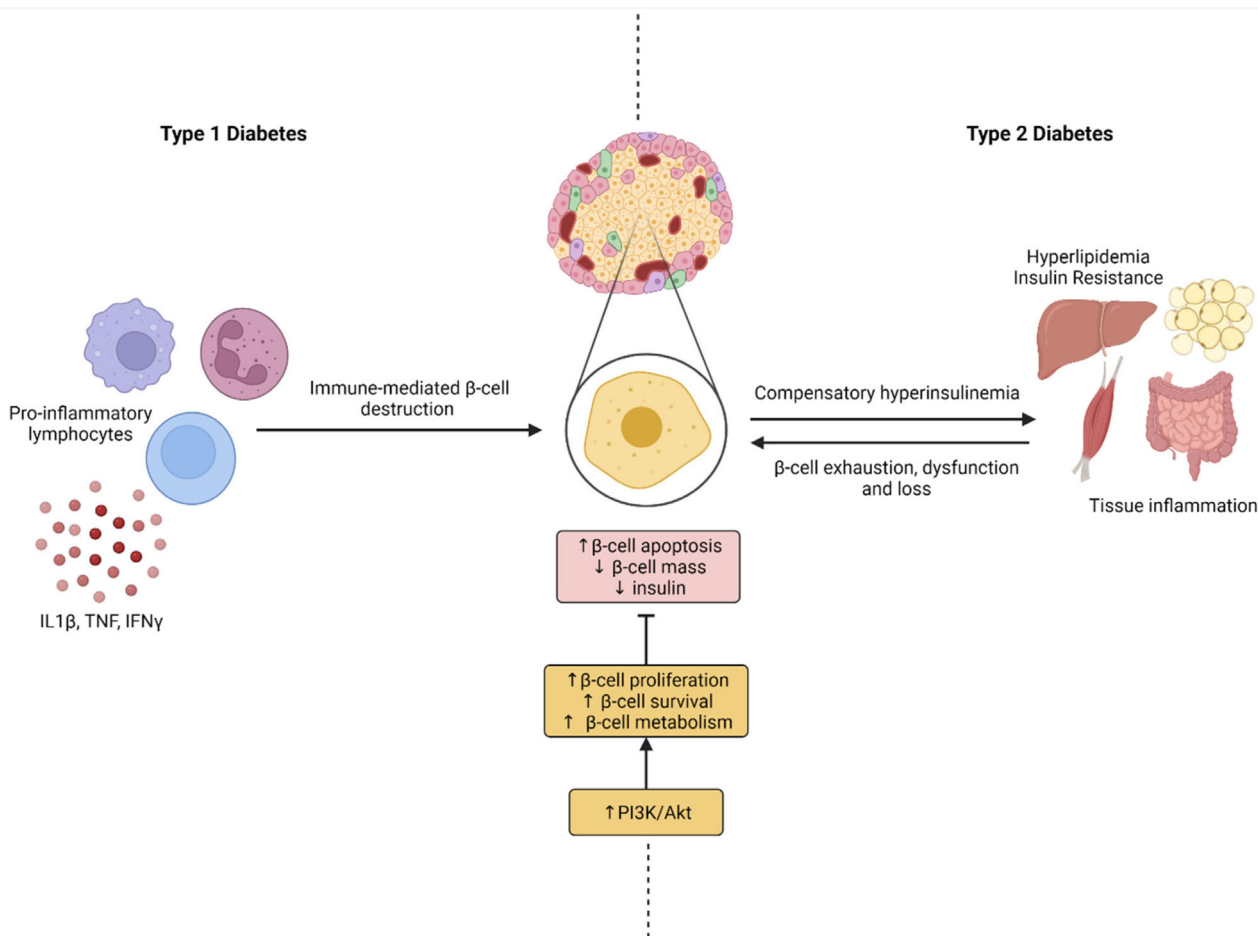 Type 1 Diabetes
Type 2 Diabetes
Pro-inflammatory
lymphocytes
IL1β, TNF, IFNγ
Immune-mediated β-cell
destruction
Compensatory hyperinsulinemia
β-cell exhaustion, dysfunction
and loss
Hyperlipidemia
Insulin Resistance
Tissue inflammation
↑β-cell apoptosis
↓ β-cell mass
↓ insulin
↑β-cell proliferation
↑ β-cell survival
↑ β-cell metabolism
↑PI3K/Akt